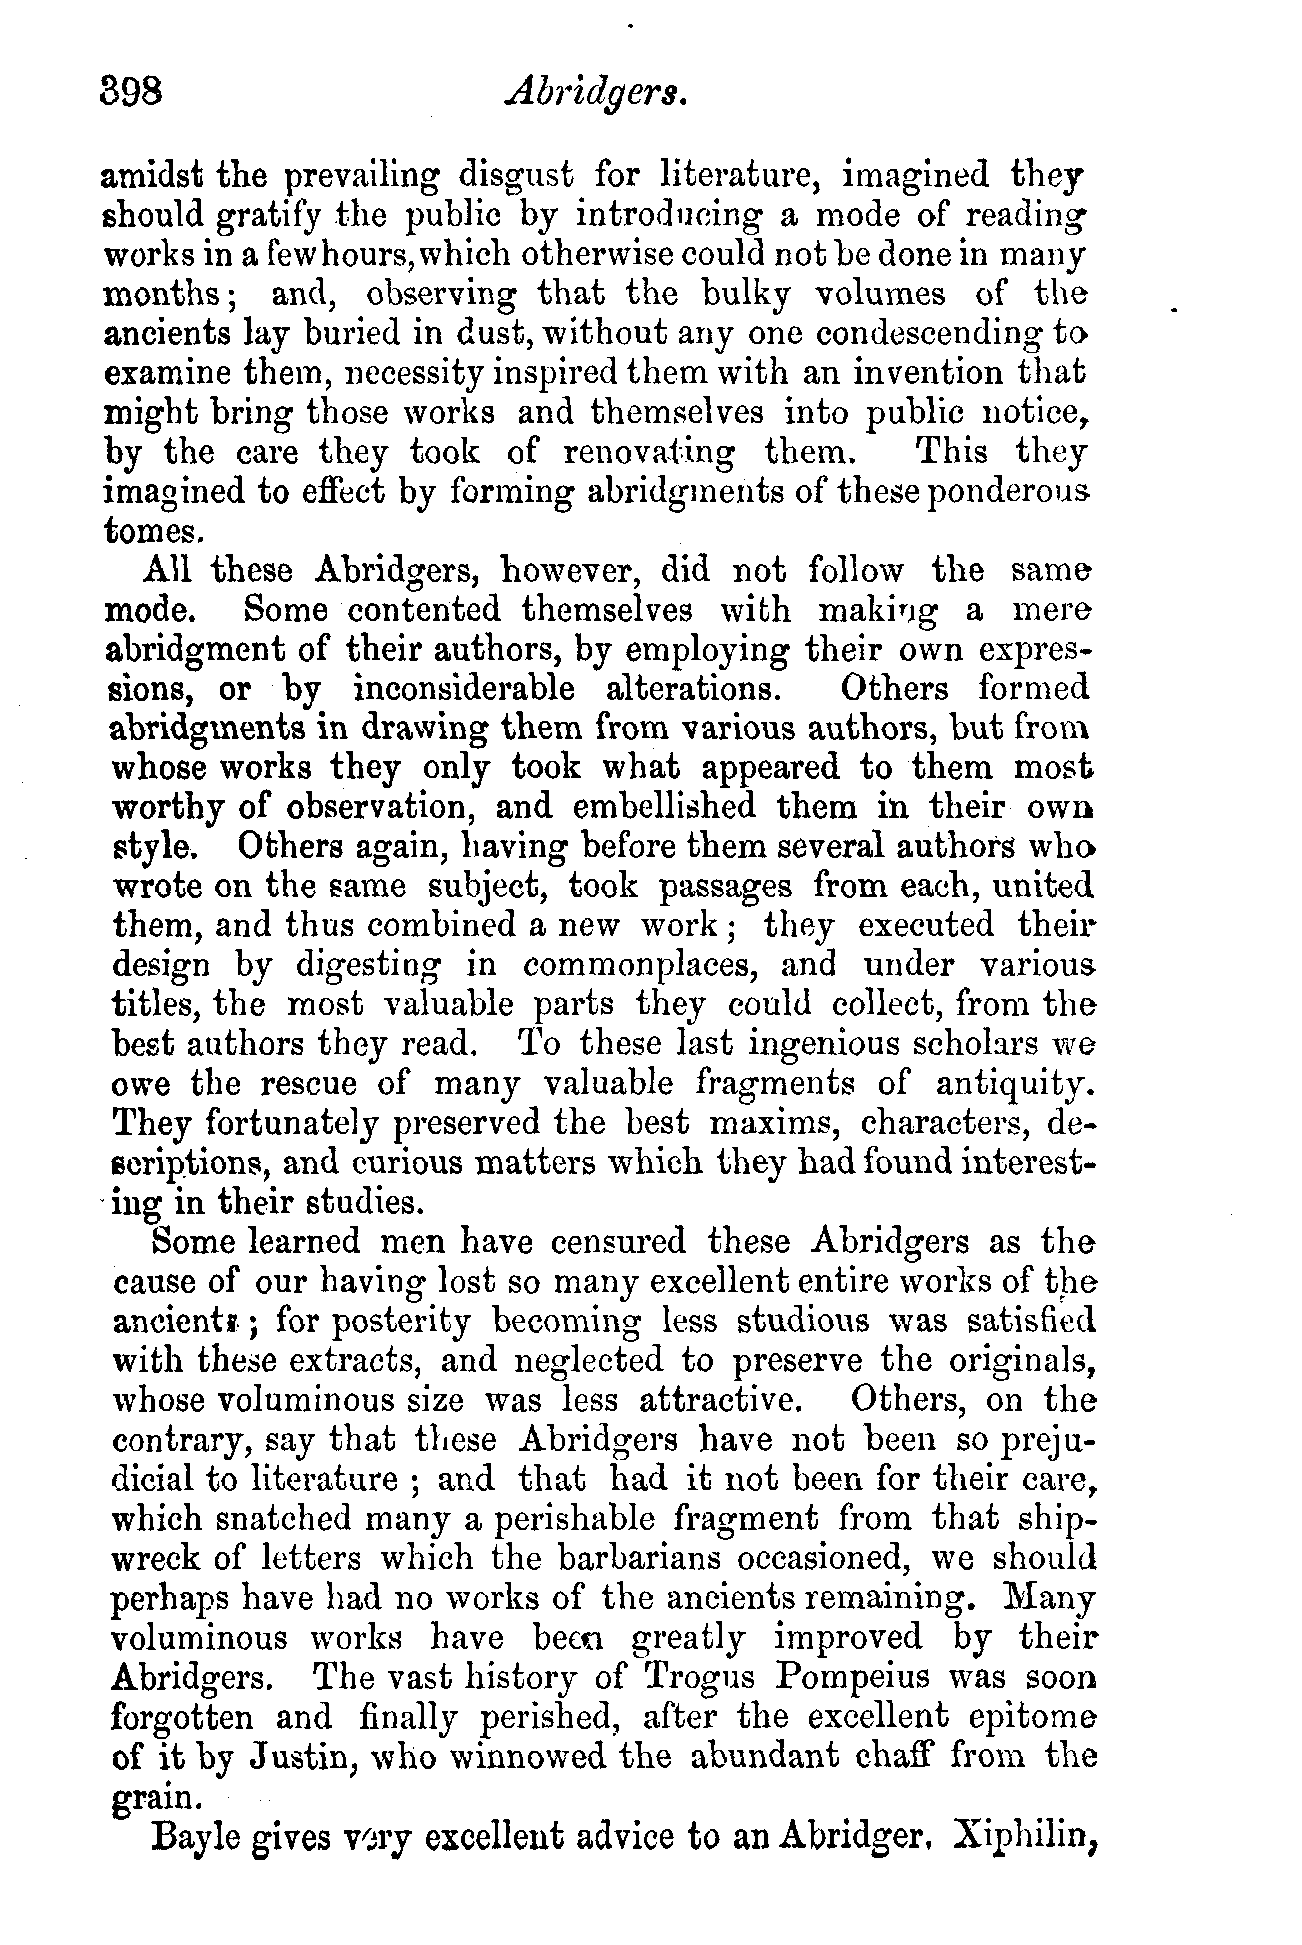 398 Abridgers.
amidst the prevailing disgust for literature, imagined they
should gratify the public by introducing a mode of reading
works in a few hours, which otherwise could not be done in many
months; and, observing that the bulky volumes of the
ancients lay buried in dust, without any one condescending to
examine them, necessity inspired them with an invention that
might bring those works and themselves into public notice,
by the care they took of renovating them. This they
imagined to effect by forming abridgments of these ponderous
tomes.
All these Abridgers, however, did not follow the same
mode. Some contented themselves with making a mere
abridgment of their authors, by employing their own expres-
sions, or by inconsiderable alterations. Others formed
abridgments in drawing them from various authors, but from
whose works they only took what appeared to them most
worthy of observation, and embellished them in their own
style. Others again, having before them several authors who
wrote on the same subject, took passages from each, united
them, and thus combined a new work; they executed their
design by digesting in commonplaces, and under various
titles, the most valuable parts they could collect, from the
best authors they read. To these last ingenious scholars we
owe the rescue of many valuable fragments of antiquity.
They fortunately preserved the best maxims, characters, de-
scriptions, and curious matters which they had found interest-
ing in their studies.
Some learned men have censured these Abridgers as the
cause of our having lost so many excellent entire works of the
ancients; for posterity becoming less studious was satisfied
with these extracts, and neglected to preserve the originals,
whose voluminous size was less attractive. Others, on the
contrary, say that these Abridgers have not been so preju-
dicial to literature; and that had it not been for their care,
which snatched many a perishable fragment from that ship-
wreck of letters which the barbarians occasioned, we should
perhaps have had no works of the ancients remaining. Many
voluminous works have been greatly improved by their
Abridgers. The vast history of Trogus Pompeius was soon
forgotten and finally perished, after the excellent epitome
of it by Justin, who winnowed the abundant chaff from the
grain.
Bayle gives very excellent advice to an Abridger. Xiphilin,